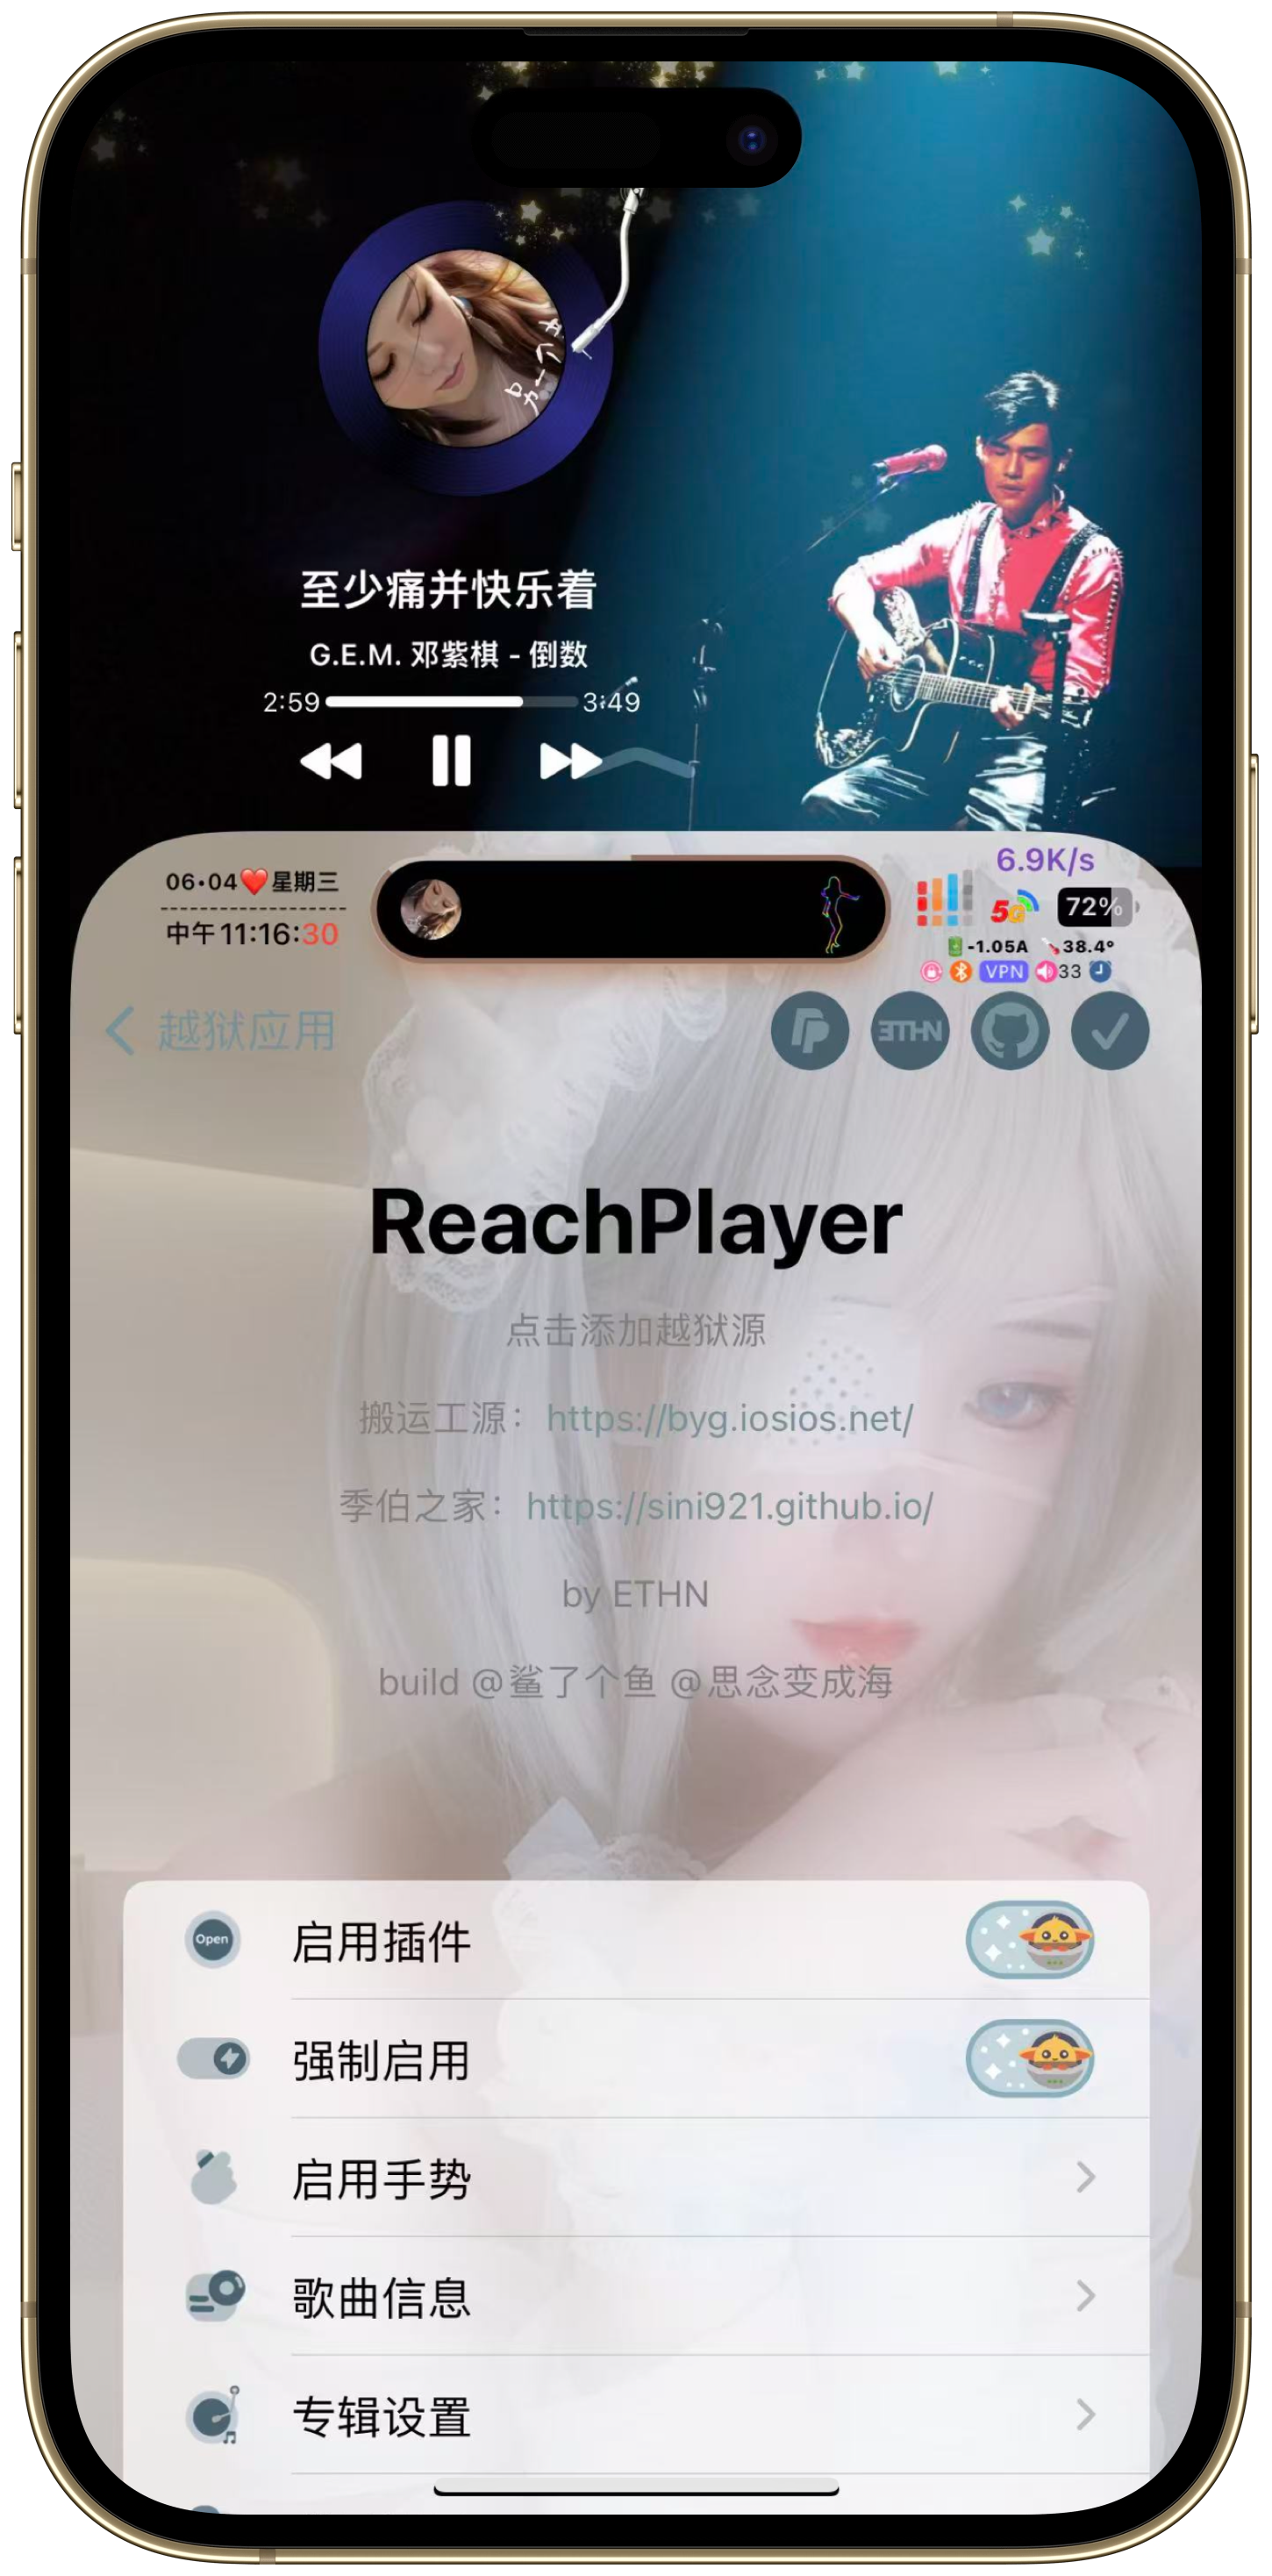 至少痛并快乐着
G.E.M. 邓紫棋 - 倒数
2:59 3:49
6.9K/s
06•04❤️星期三
5G 72%
中午11:16:30
-1.05A 38.4°
VPN 33
越狱应用
ETHN
ReachPlayer
点击添加越狱源
搬运工源：https://byg.iosios.net/
季伯之家：https://sini921.github.io/
by ETHN
build @鲨了个鱼 @思念变成海
Open 启用插件
强制启用
启用手势
歌曲信息
专辑设置